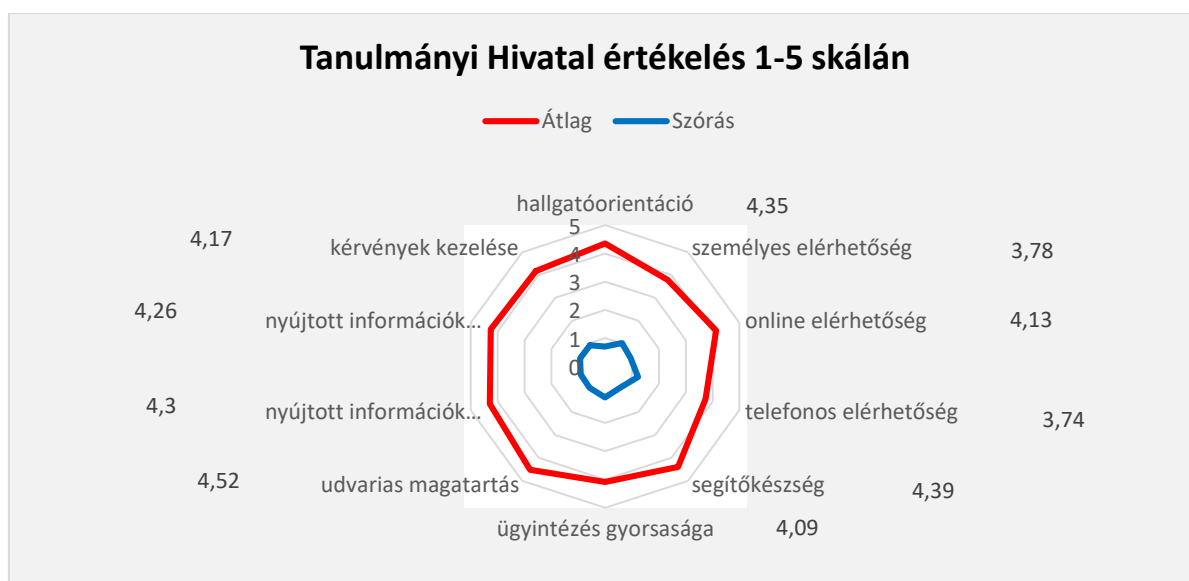 Tanulmányi Hivatal értékelés 1-5 skálán
Átlag Szórás
hallgatóorientáció 4,35
4,17 kérvények kezelése 5 személyes elérhetőség 3,78
4
4,26 nyújtott információk... 3 online elérhetőség 4,13
2
1
0
4,3 nyújtott információk... telefonos elérhetőség 3,74
4,52 udvarias magatartás segítőkészség 4,39
ügyintézés gyorsasága 4,09